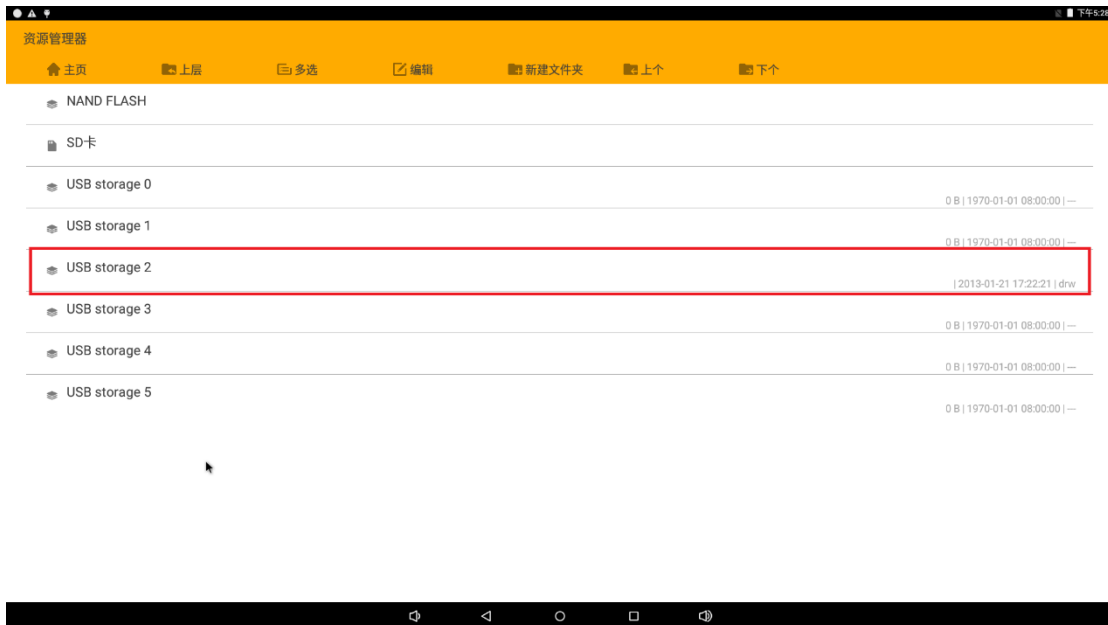 下午5:28
资源管理器
主页 上层 多选 编辑 新建文件夹 上个 下个
NAND FLASH
SD卡
USB storage 0
0 B | 1970-01-01 08:00:00 | ---
USB storage 1
0 B | 1970-01-01 08:00:00 | ---
USB storage 2
| 2013-01-21 17:22:21 | drw
USB storage 3
0 B | 1970-01-01 08:00:00 | ---
USB storage 4
0 B | 1970-01-01 08:00:00 | ---
USB storage 5
0 B | 1970-01-01 08:00:00 | ---